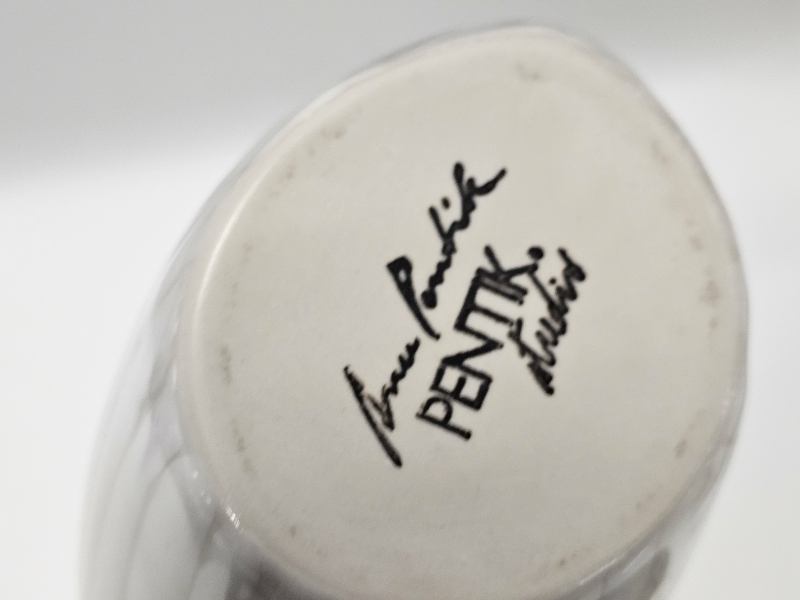 Anu Pentik
PENTIK.
studio